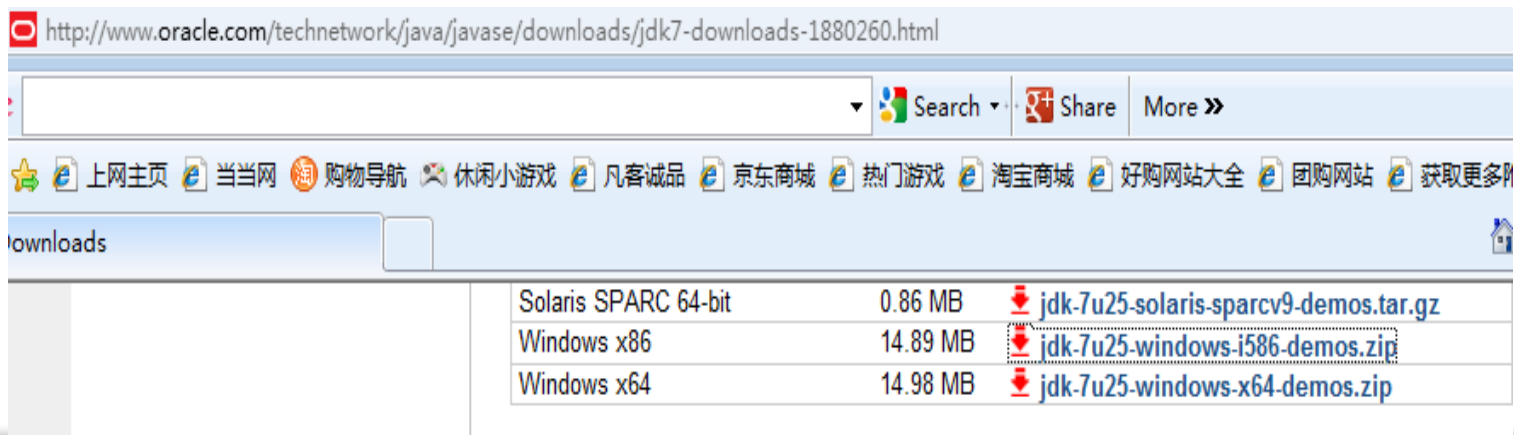 http://www.oracle.com/technetwork/java/javase/downloads/jdk7-downloads-1880260.html
Search Share More »
上网主页 当当网 购物导航 休闲小游戏 凡客诚品 京东商城 热门游戏 淘宝商城 好购网站大全 团购网站 获取更多
ownloads
Solaris SPARC 64-bit 0.86 MB jdk-7u25-solaris-sparcv9-demos.tar.gz
Windows x86 14.89 MB jdk-7u25-windows-i586-demos.zip
Windows x64 14.98 MB jdk-7u25-windows-x64-demos.zip